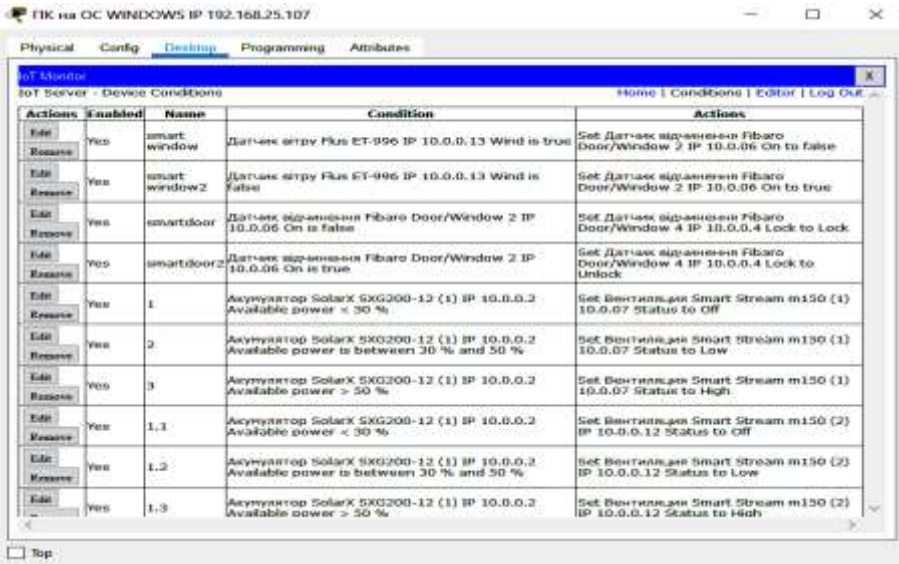 ПК на ОС WINDOWS IP 192.168.25.107
Physical Config Desktop Programming Attributes
IoT Monitor X
IoT Server - Device Conditions Home | Conditions | Editor | Log Out
Actions Enabled Name Condition Actions
Edit Remove Yes smart window Датчик вітру Flus ET-996 IP 10.0.0.13 Wind is true Set Датчик відчинення Fibaro Door/Window 2 IP 10.0.06 On to false
Edit Remove Yes smart window2 Датчик вітру Flus ET-996 IP 10.0.0.13 Wind is false Set Датчик відчинення Fibaro Door/Window 2 IP 10.0.06 On to true
Edit Remove Yes smartdoor Датчик відчинення Fibaro Door/Window 2 IP 10.0.06 On is false Set Датчик відчинення Fibaro Door/Window 4 IP 10.0.0.4 Lock to Lock
Edit Remove Yes smartdoor2 Датчик відчинення Fibaro Door/Window 2 IP 10.0.06 On is true Set Датчик відчинення Fibaro Door/Window 4 IP 10.0.0.4 Lock to Unlock
Edit Remove Yes 1 Акумулятор SolarX SXG200-12 (1) IP 10.0.0.2 Available power < 30 % Set Вентиляция Smart Stream m150 (1) 10.0.07 Status to Off
Edit Remove Yes 2 Акумулятор SolarX SXG200-12 (1) IP 10.0.0.2 Available power is between 30 % and 50 % Set Вентиляция Smart Stream m150 (1) 10.0.07 Status to Low
Edit Remove Yes 3 Акумулятор SolarX SXG200-12 (1) IP 10.0.0.2 Available power > 50 % Set Вентиляция Smart Stream m150 (1) 10.0.07 Status to High
Edit Remove Yes 1.1 Акумулятор SolarX SXG200-12 (1) IP 10.0.0.2 Available power < 30 % Set Вентиляция Smart Stream m150 (2) IP 10.0.0.12 Status to Off
Edit Remove Yes 1.2 Акумулятор SolarX SXG200-12 (1) IP 10.0.0.2 Available power is between 30 % and 50 % Set Вентиляция Smart Stream m150 (2) IP 10.0.0.12 Status to Low
Edit Yes 1.3 Акумулятор SolarX SXG200-12 (1) IP 10.0.0.2 Available power > 50 % Set Вентиляция Smart Stream m150 (2) IP 10.0.0.12 Status to High
Top